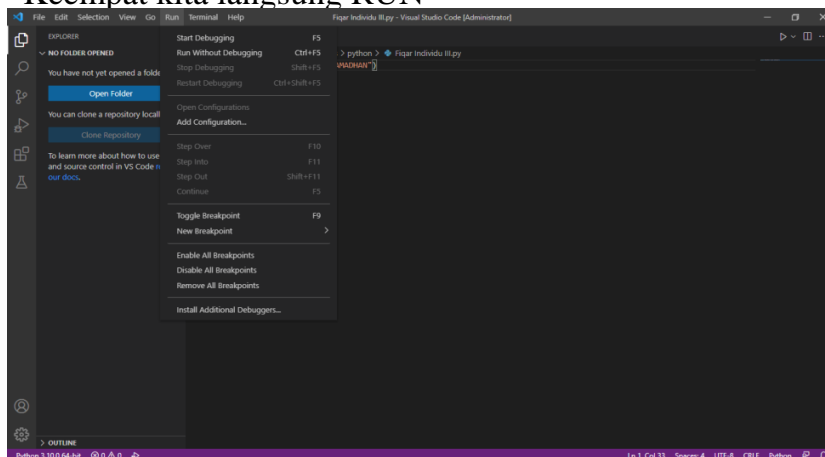 Keempat kita langsung RUN
File Edit Selection View Go Run Terminal Help Fiqar Individu III.py - Visual Studio Code [Administrator]
EXPLORER
NO FOLDER OPENED
You have not yet opened a folde
Open Folder
You can clone a repository locall
Clone Repository
To learn more about how to use
and source control in VS Code r
our docs.
Start Debugging F5
Run Without Debugging Ctrl+F5
Stop Debugging Shift+F5
Restart Debugging Ctrl+Shift+F5
Open Configurations
Add Configuration...
Step Over F10
Step Into F11
Step Out Shift+F11
Continue F5
Toggle Breakpoint F9
New Breakpoint >
Enable All Breakpoints
Disable All Breakpoints
Remove All Breakpoints
Install Additional Debuggers...
> python > Fiqar Individu III.py
AMADHAN")
> OUTLINE
Python 3.10.0 64-bit 0 0 Ln 1, Col 33 Spaces: 4 UTF-8 CRLF Python